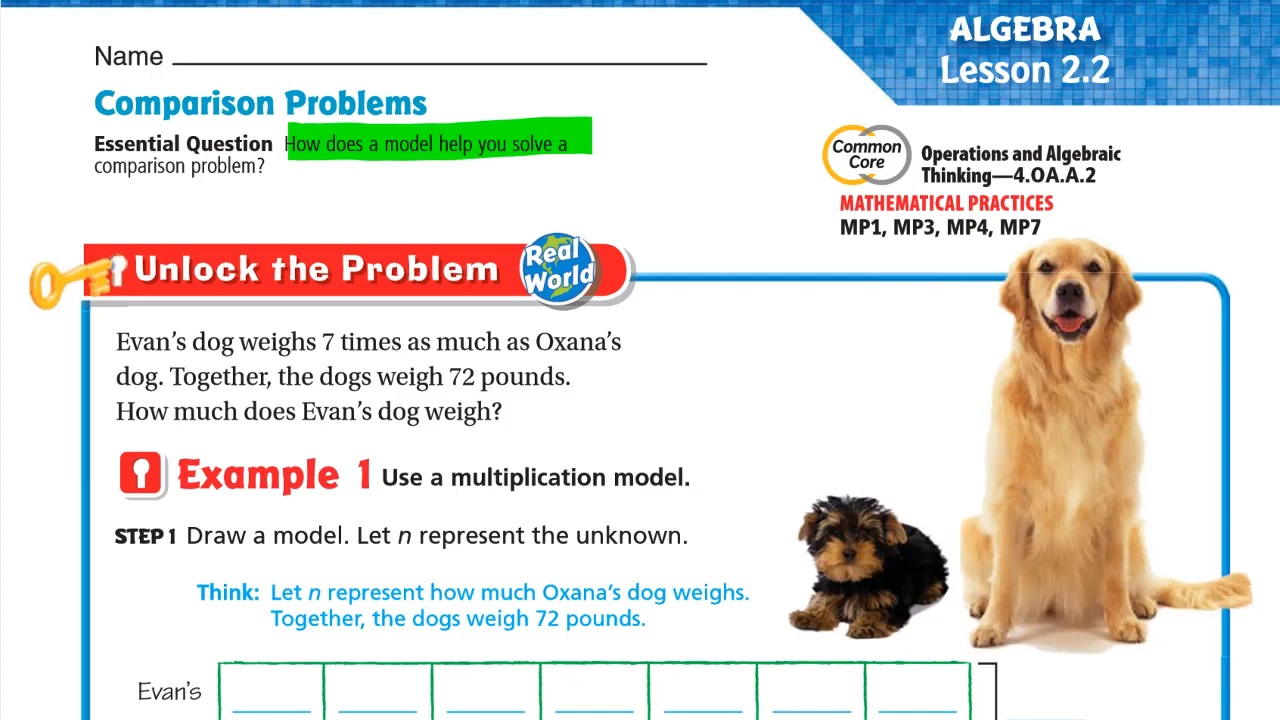 ALGEBRA
Lesson 2.2
Name
Comparison Problems
Essential Question How does a model help you solve a
comparison problem?
Common
Core
Operations and Algebraic
Thinking—4.OA.A.2
MATHEMATICAL PRACTICES
MP1, MP3, MP4, MP7
Unlock the Problem
Real
World
Evan's dog weighs 7 times as much as Oxana's
dog. Together, the dogs weigh 72 pounds.
How much does Evan's dog weigh?
Example 1 Use a multiplication model.
STEP 1 Draw a model. Let n represent the unknown.
Think: Let n represent how much Oxana's dog weighs.
Together, the dogs weigh 72 pounds.
Evan's